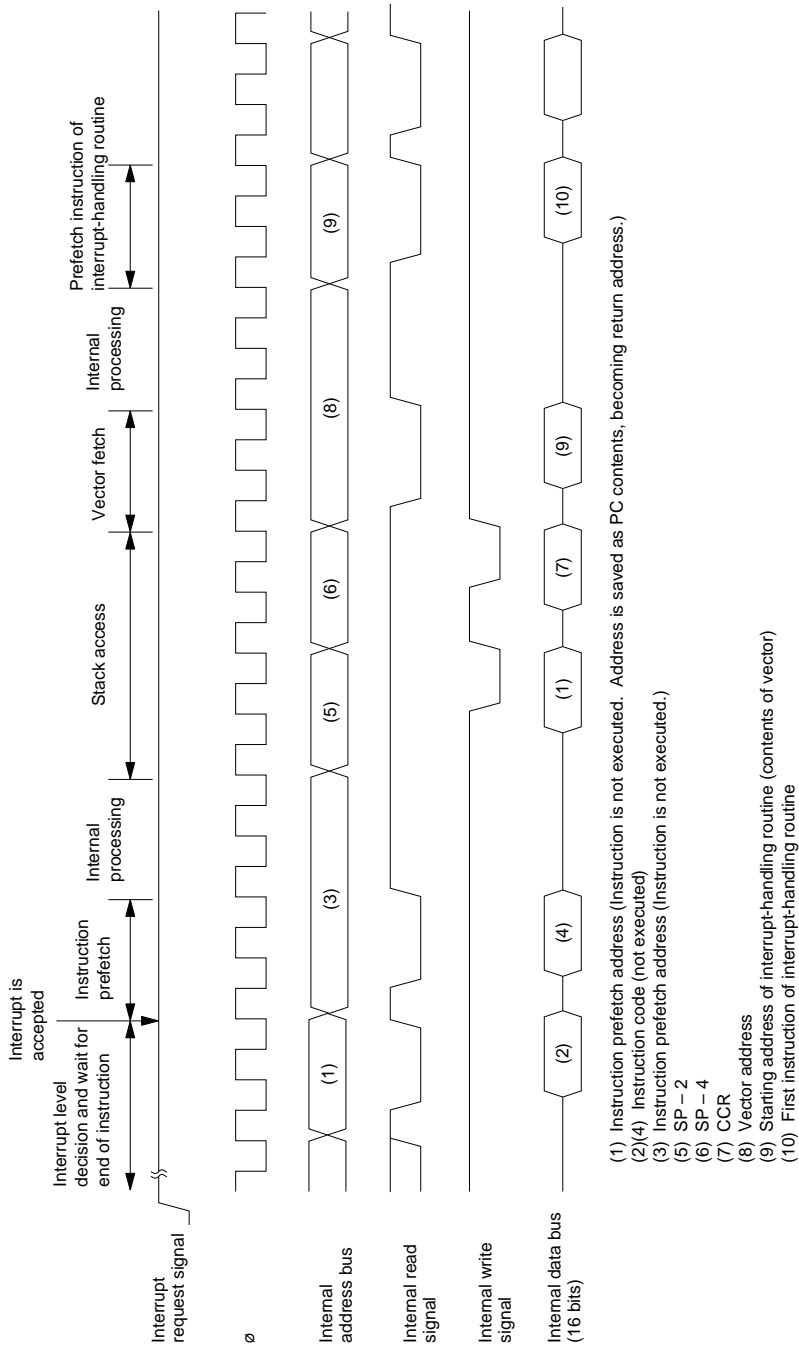 Interrupt is
accepted
Interrupt level
decision and wait for
end of instruction
Instruction
prefetch
Internal
processing
Stack access
Vector fetch
Internal
processing
Prefetch instruction of
interrupt-handling routine
Interrupt
request signal
ø
Internal
address bus
(1)
(3)
(5)
(6)
(8)
(9)
Internal read
signal
Internal write
signal
Internal data bus
(16 bits)
(2)
(4)
(1)
(7)
(9)
(10)
(1) Instruction prefetch address (Instruction is not executed. Address is saved as PC contents, becoming return address.)
(2)(4) Instruction code (not executed)
(3) Instruction prefetch address (Instruction is not executed.)
(5) SP – 2
(6) SP – 4
(7) CCR
(8) Vector address
(9) Starting address of interrupt-handling routine (contents of vector)
(10) First instruction of interrupt-handling routine